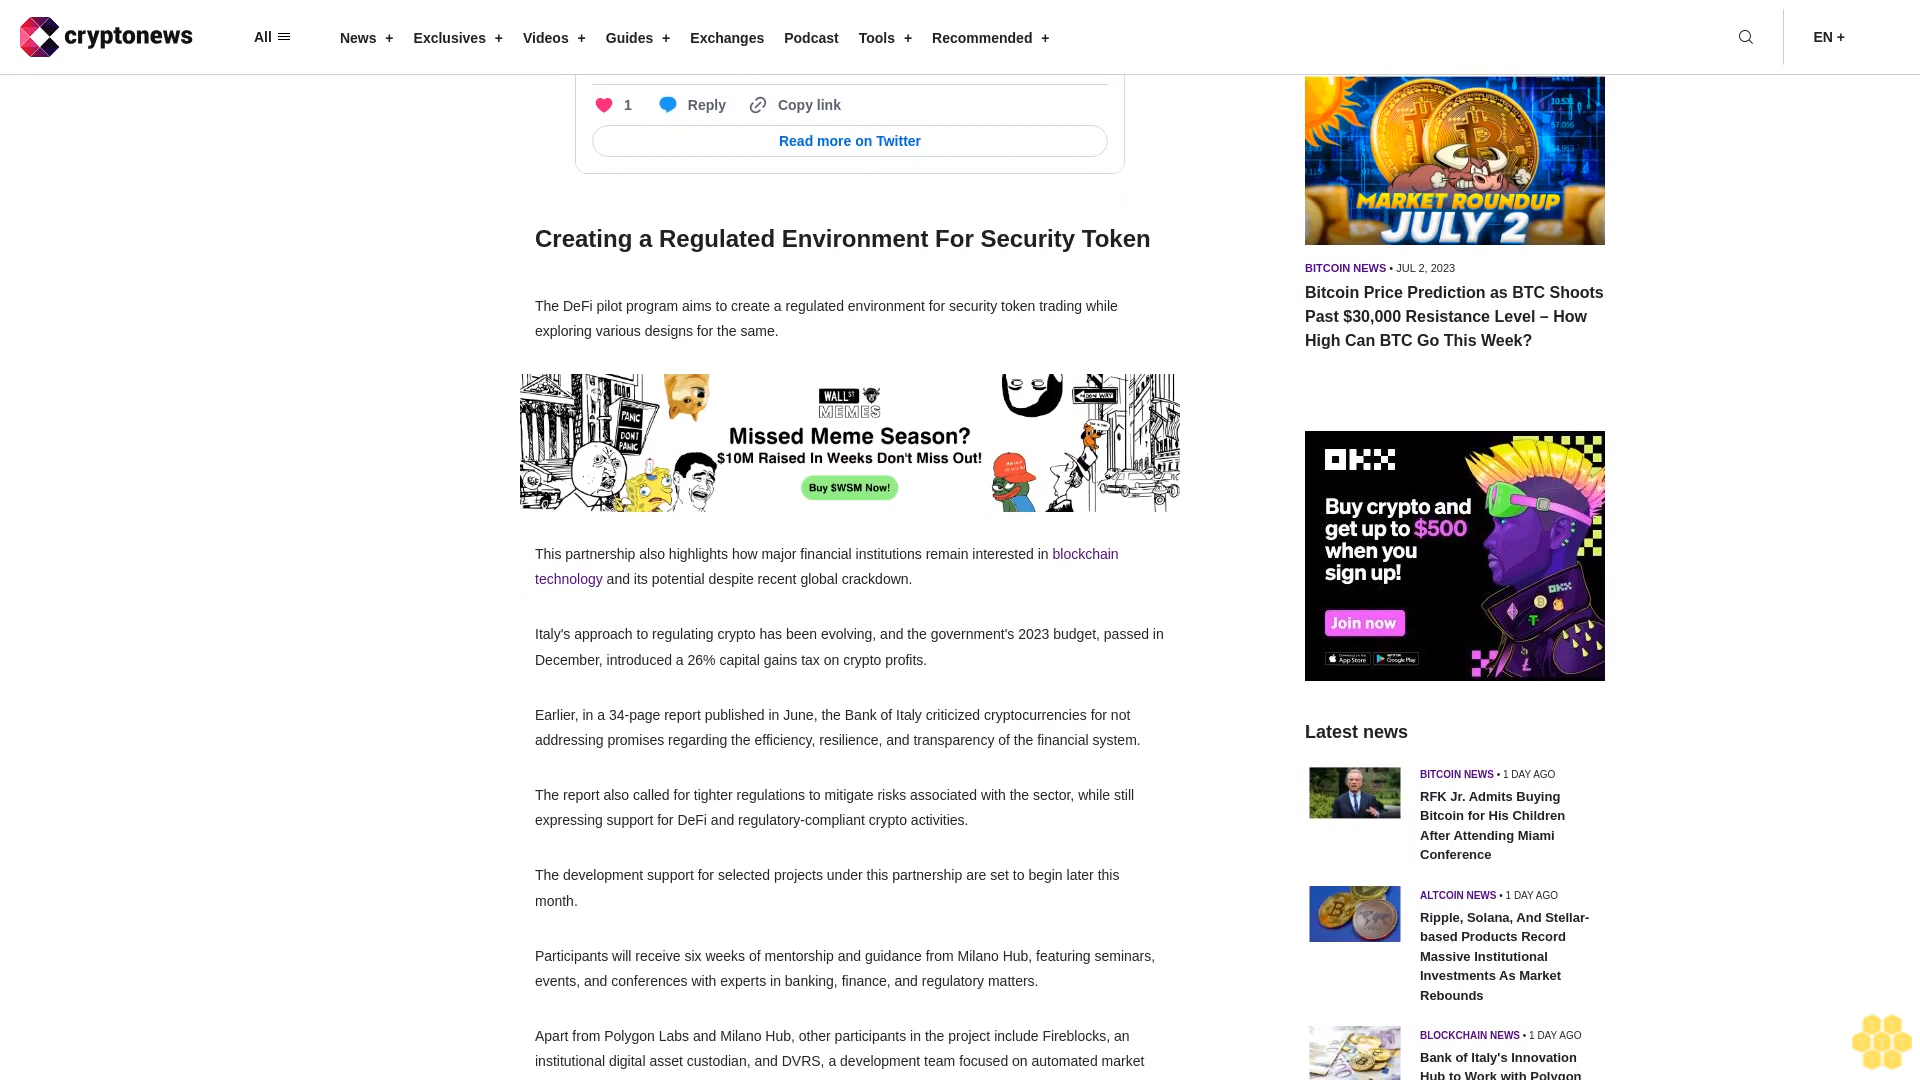 cryptonews
All
News +
Exclusives +
Videos +
Guides +
Exchanges
Podcast
Tools +
Recommended +
EN +
1
Reply
Copy link
Read more on Twitter
Creating a Regulated Environment For Security Token
The DeFi pilot program aims to create a regulated environment for security token trading while
exploring various designs for the same.
PANIC
DONT
PANIC
WALL ST
MEMES
Missed Meme Season?
$10M Raised In Weeks Don't Miss Out!
Buy $WSM Now!
This partnership also highlights how major financial institutions remain interested in blockchain
technology and its potential despite recent global crackdown.
Italy's approach to regulating crypto has been evolving, and the government's 2023 budget, passed in
December, introduced a 26% capital gains tax on crypto profits.
Earlier, in a 34-page report published in June, the Bank of Italy criticized cryptocurrencies for not
addressing promises regarding the efficiency, resilience, and transparency of the financial system.
The report also called for tighter regulations to mitigate risks associated with the sector, while still
expressing support for DeFi and regulatory-compliant crypto activities.
The development support for selected projects under this partnership are set to begin later this
month.
Participants will receive six weeks of mentorship and guidance from Milano Hub, featuring seminars,
events, and conferences with experts in banking, finance, and regulatory matters.
Apart from Polygon Labs and Milano Hub, other participants in the project include Fireblocks, an
institutional digital asset custodian, and DVRS, a development team focused on automated market
MARKET ROUNDUP
JULY 2
BITCOIN NEWS • JUL 2, 2023
Bitcoin Price Prediction as BTC Shoots
Past $30,000 Resistance Level – How
High Can BTC Go This Week?
OKX
Buy crypto and
get up to $500
when you
sign up!
Join now
App Store
Google Play
Latest news
BITCOIN NEWS • 1 DAY AGO
RFK Jr. Admits Buying
Bitcoin for His Children
After Attending Miami
Conference
ALTCOIN NEWS • 1 DAY AGO
Ripple, Solana, And Stellar-
based Products Record
Massive Institutional
Investments As Market
Rebounds
BLOCKCHAIN NEWS • 1 DAY AGO
Bank of Italy's Innovation
Hub to Work with Polygon